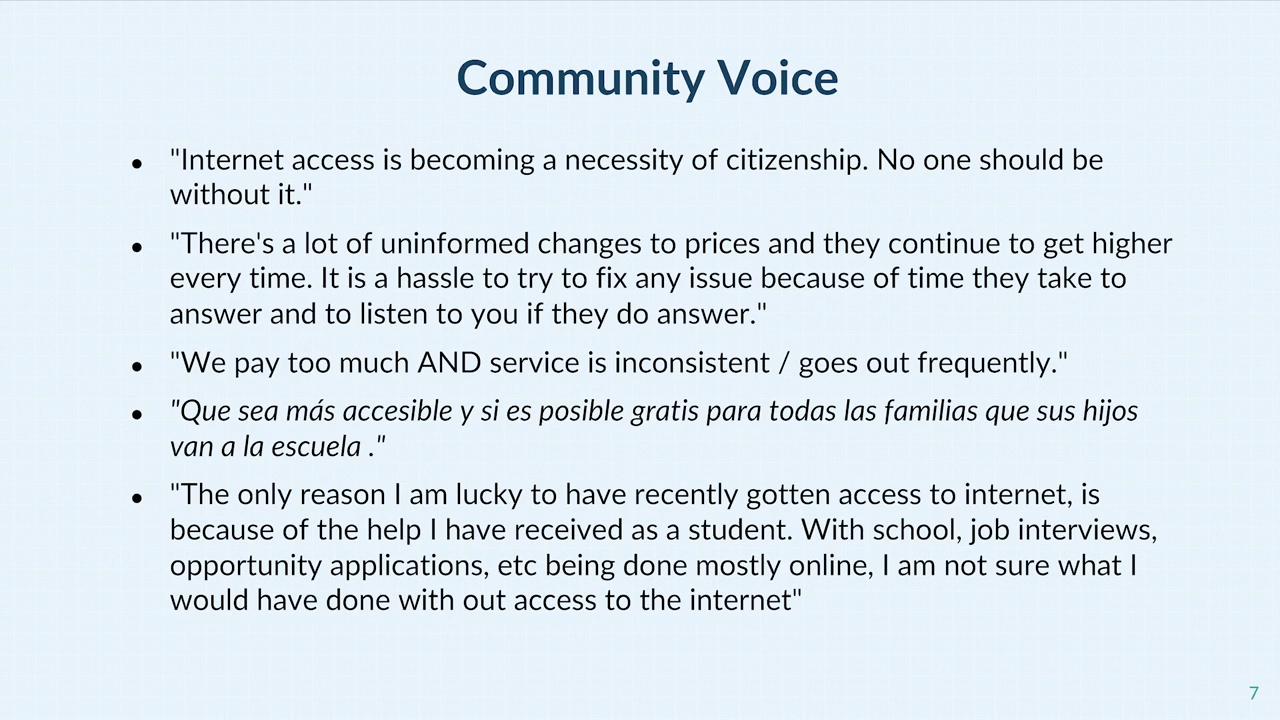 Community Voice
● "Internet access is becoming a necessity of citizenship. No one should be
without it."
● "There's a lot of uninformed changes to prices and they continue to get higher
every time. It is a hassle to try to fix any issue because of time they take to
answer and to listen to you if they do answer."
● "We pay too much AND service is inconsistent / goes out frequently."
● "Que sea más accesible y si es posible gratis para todas las familias que sus hijos
van a la escuela ."
● "The only reason I am lucky to have recently gotten access to internet, is
because of the help I have received as a student. With school, job interviews,
opportunity applications, etc being done mostly online, I am not sure what I
would have done with out access to the internet"
7